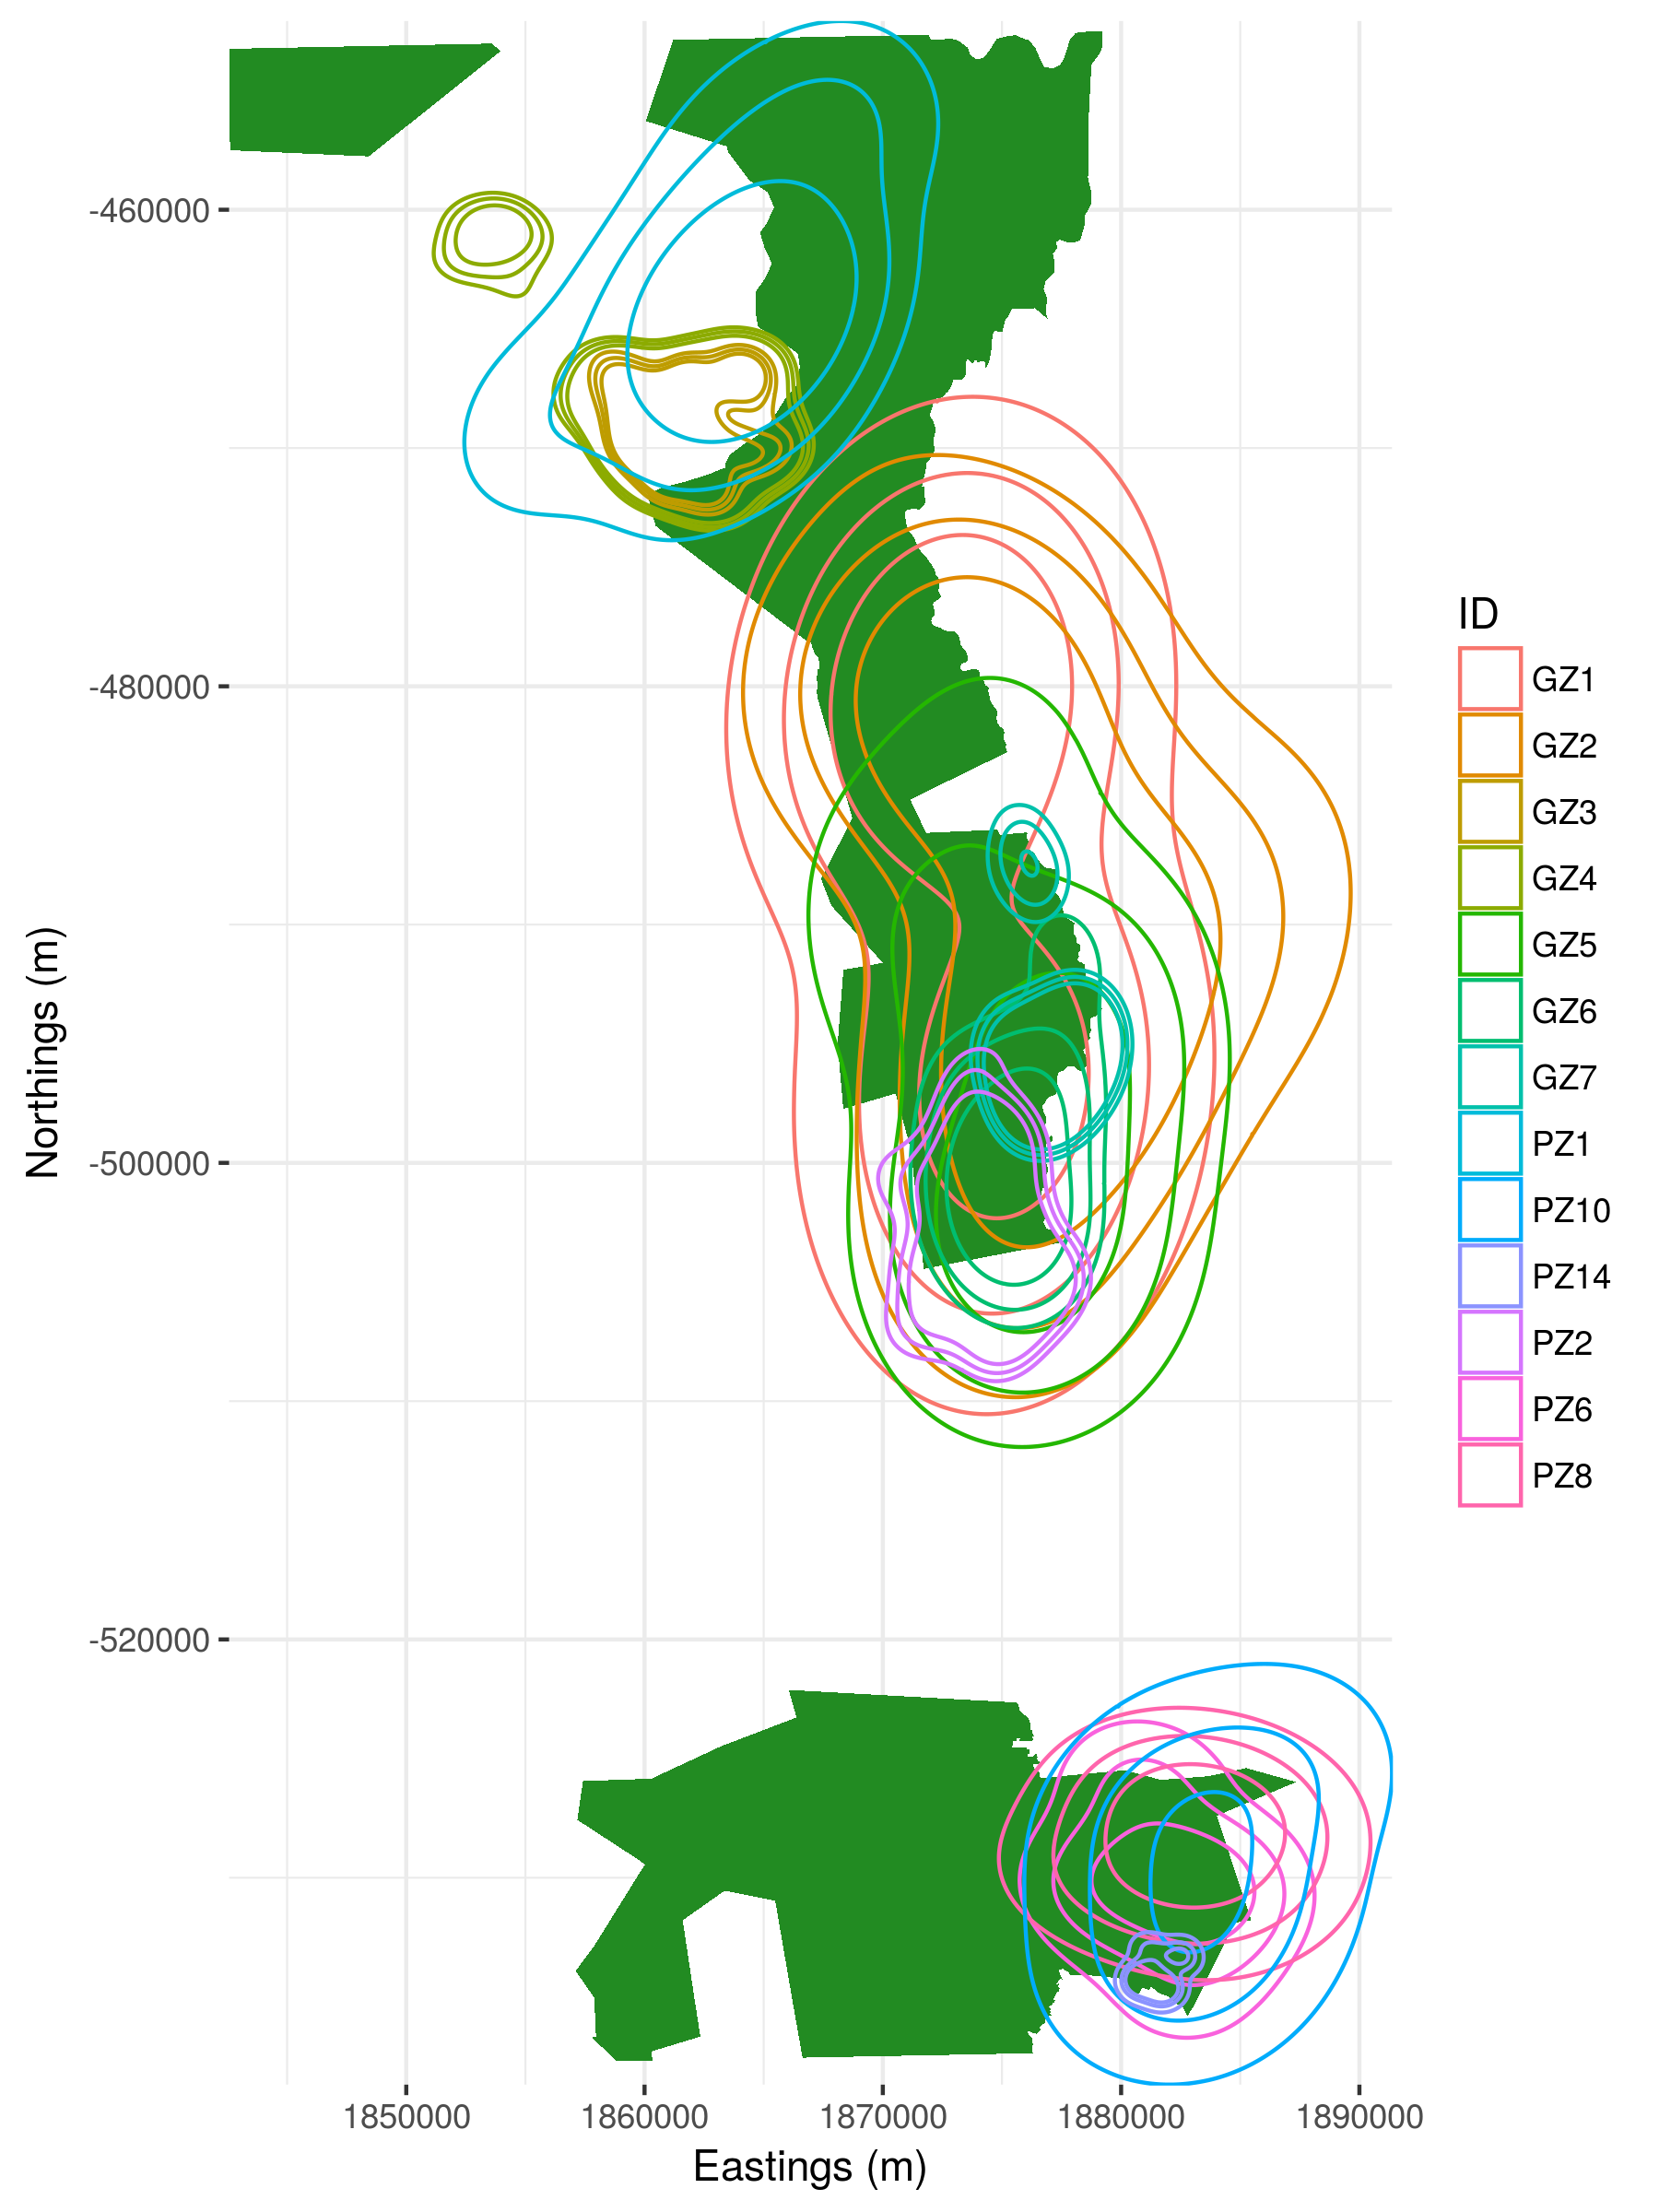 -460000
-480000
-500000
-520000
Northings (m)
1850000
1860000
1870000
1880000
1890000
Eastings (m)
ID
GZ1
GZ2
GZ3
GZ4
GZ5
GZ6
GZ7
PZ1
PZ10
PZ14
PZ2
PZ6
PZ8